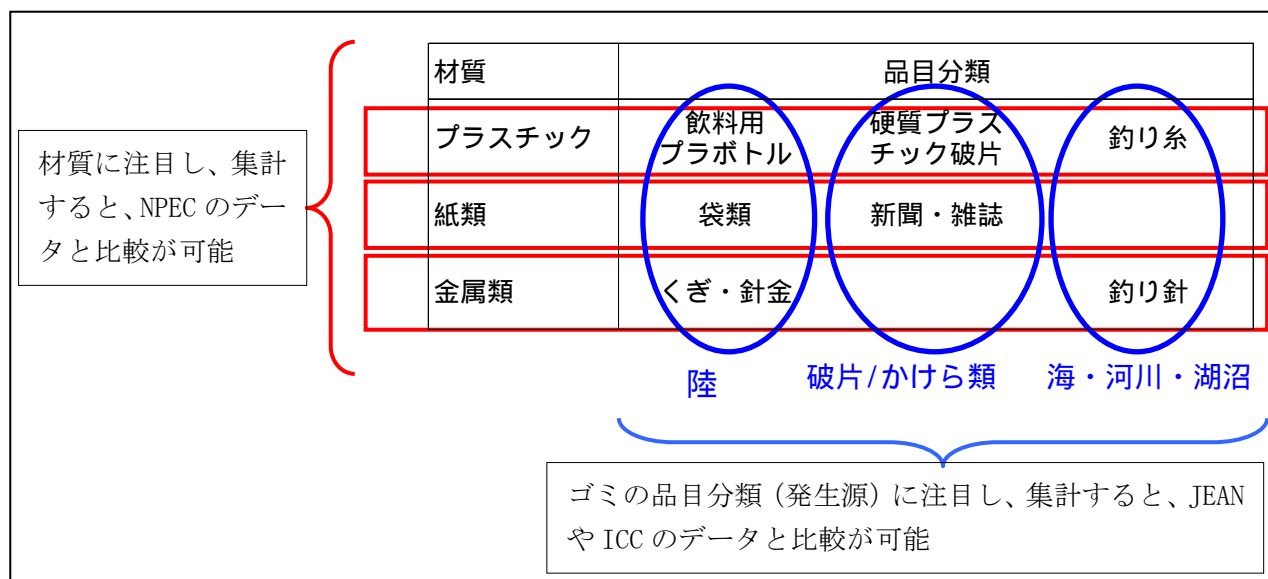 材質 品目分類
プラスチック 飲料用プラボトル 硬質プラスチック破片 釣り糸
紙類 袋類 新聞・雑誌
金属類 くぎ・針金 釣り針
材質に注目し、集計
すると、NPEC のデー
タと比較が可能
陸 破片/かけら類 海・河川・湖沼
ゴミの品目分類（発生源）に注目し、集計すると、JEAN
や ICC のデータと比較が可能